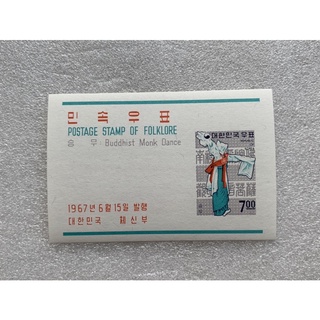 민 속 우 표
POSTAGE STAMP OF FOLKLORE
승 무 Buddhist Monk Dance
1967년 6월 15일 발행
대한민국 체신부
대한민국우표
7.00